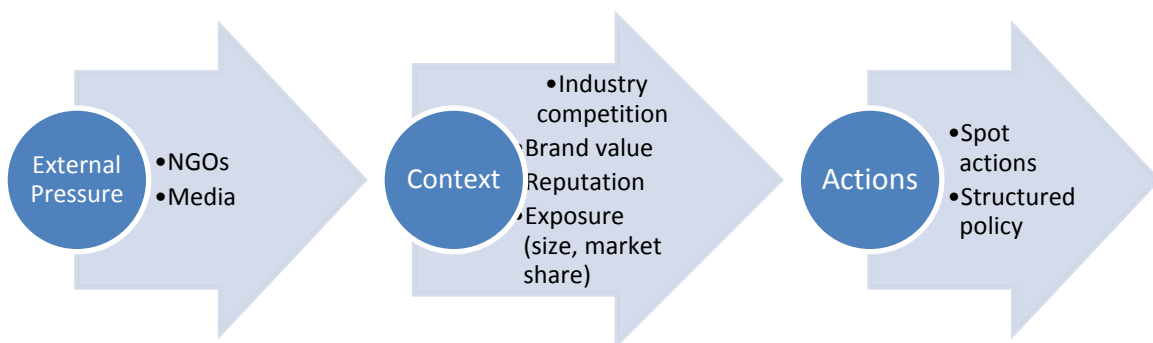 External
Pressure
•NGOs
•Media
Context
•Industry
competition
•Brand value
•Reputation
•Exposure
(size, market
share)
Actions
•Spot
actions
•Structured
policy